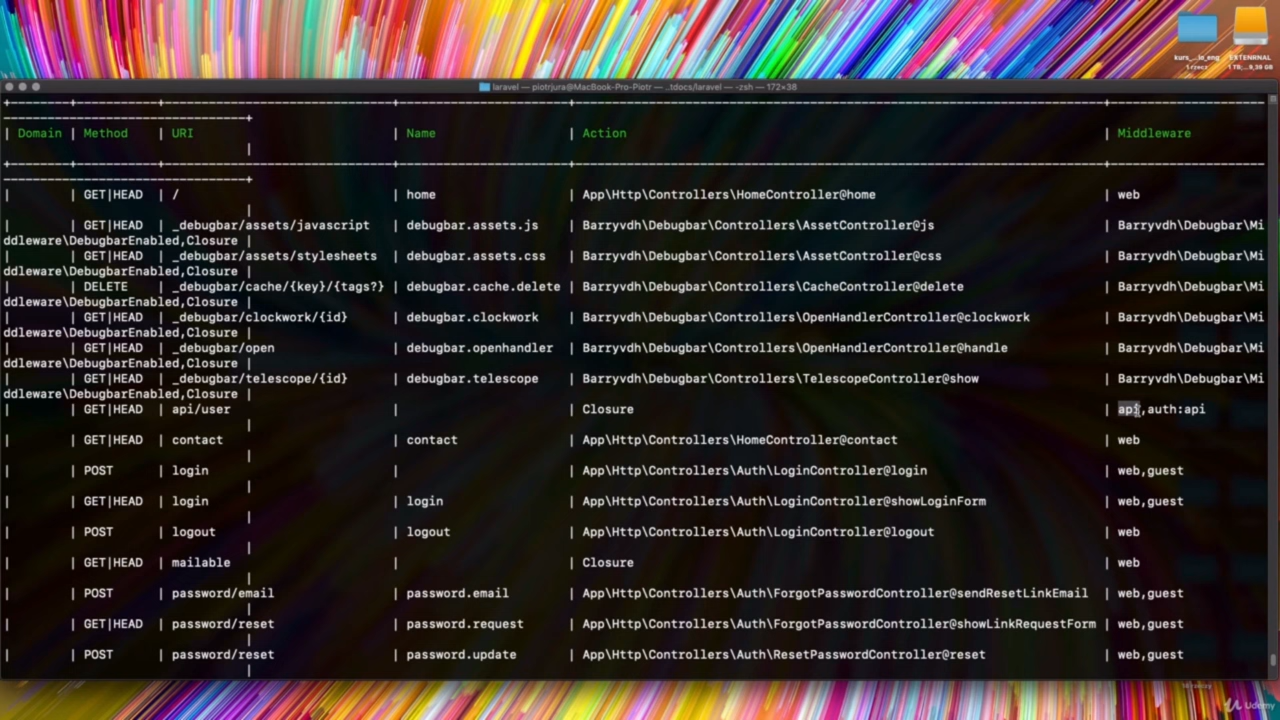 kurs_...la_eng
1 rzecz
EXTENRNAL
laravel — piotrjura@MacBook-Pro-Piotr — ..tdocs/laravel — -zsh — 172×38
| Domain | Method | URI | Name | Action | Middleware
|
| | GET|HEAD | / | home | App\Http\Controllers\HomeController@home | web
|
| | GET|HEAD | _debugbar/assets/javascript | debugbar.assets.js | Barryvdh\Debugbar\Controllers\AssetController@js | Barryvdh\Debugbar\Mi
ddleware\DebugbarEnabled,Closure |
| | GET|HEAD | _debugbar/assets/stylesheets | debugbar.assets.css | Barryvdh\Debugbar\Controllers\AssetController@css | Barryvdh\Debugbar\Mi
ddleware\DebugbarEnabled,Closure |
| | DELETE | _debugbar/cache/{key}/{tags?} | debugbar.cache.delete | Barryvdh\Debugbar\Controllers\CacheController@delete | Barryvdh\Debugbar\Mi
ddleware\DebugbarEnabled,Closure |
| | GET|HEAD | _debugbar/clockwork/{id} | debugbar.clockwork | Barryvdh\Debugbar\Controllers\OpenHandlerController@clockwork | Barryvdh\Debugbar\Mi
ddleware\DebugbarEnabled,Closure |
| | GET|HEAD | _debugbar/open | debugbar.openhandler | Barryvdh\Debugbar\Controllers\OpenHandlerController@handle | Barryvdh\Debugbar\Mi
ddleware\DebugbarEnabled,Closure |
| | GET|HEAD | _debugbar/telescope/{id} | debugbar.telescope | Barryvdh\Debugbar\Controllers\TelescopeController@show | Barryvdh\Debugbar\Mi
ddleware\DebugbarEnabled,Closure |
| | GET|HEAD | api/user | | Closure | api,auth:api
|
| | GET|HEAD | contact | contact | App\Http\Controllers\HomeController@contact | web
|
| | POST | login | | App\Http\Controllers\Auth\LoginController@login | web,guest
|
| | GET|HEAD | login | login | App\Http\Controllers\Auth\LoginController@showLoginForm | web,guest
|
| | POST | logout | logout | App\Http\Controllers\Auth\LoginController@logout | web
|
| | GET|HEAD | mailable | | Closure | web
|
| | POST | password/email | password.email | App\Http\Controllers\Auth\ForgotPasswordController@sendResetLinkEmail | web,guest
|
| | GET|HEAD | password/reset | password.request | App\Http\Controllers\Auth\ForgotPasswordController@showLinkRequestForm | web,guest
|
| | POST | password/reset | password.update | App\Http\Controllers\Auth\ResetPasswordController@reset | web,guest
|
Udemy